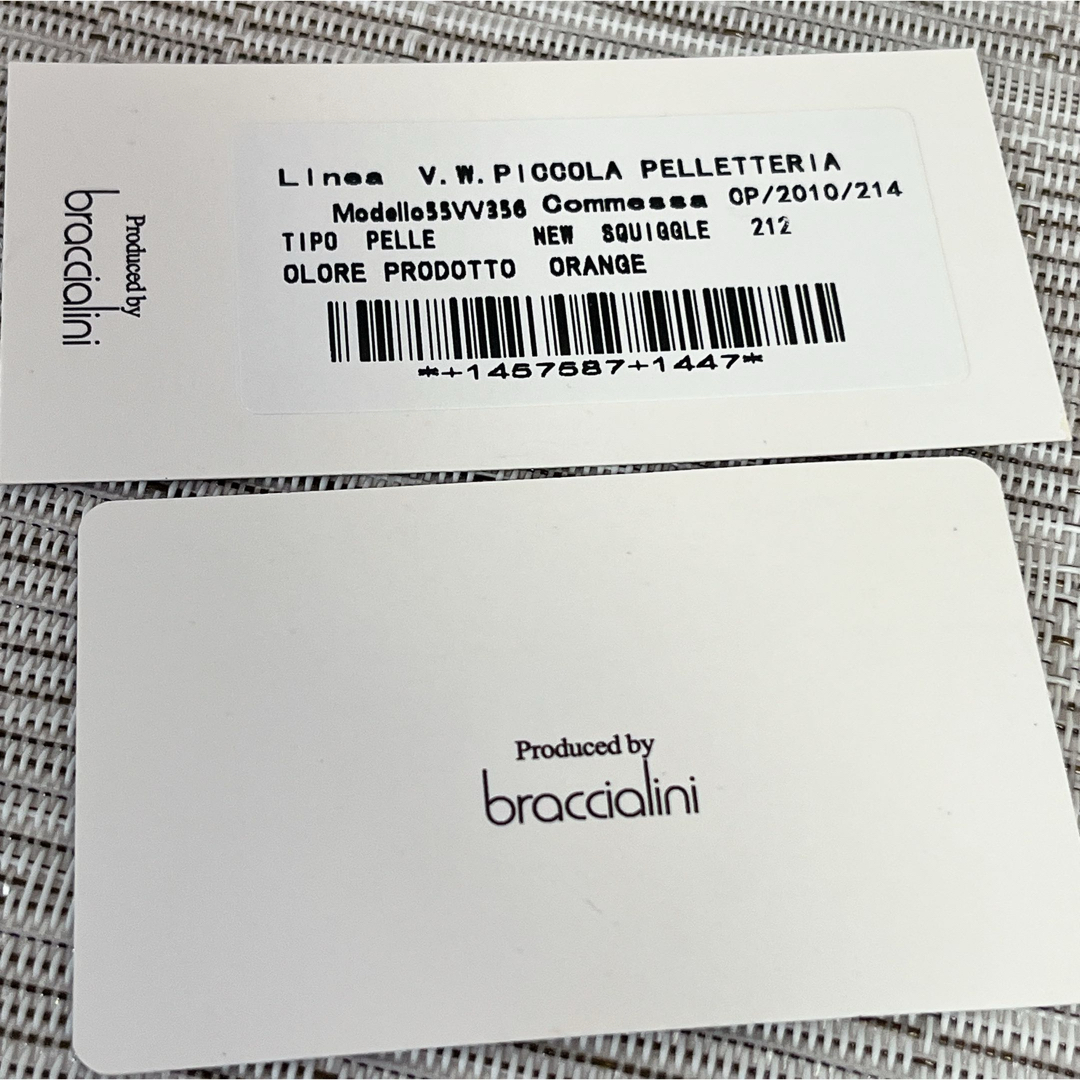 Produced by
braccialini
Linea V.W.PICCOLA PELLETTERIA
Modello55VV356 Commessa OP/2010/214
TIPO PELLE NEW SQUIGGLE 212
OLORE PRODOTTO ORANGE
*+1457587+1447*
Produced by
braccialini